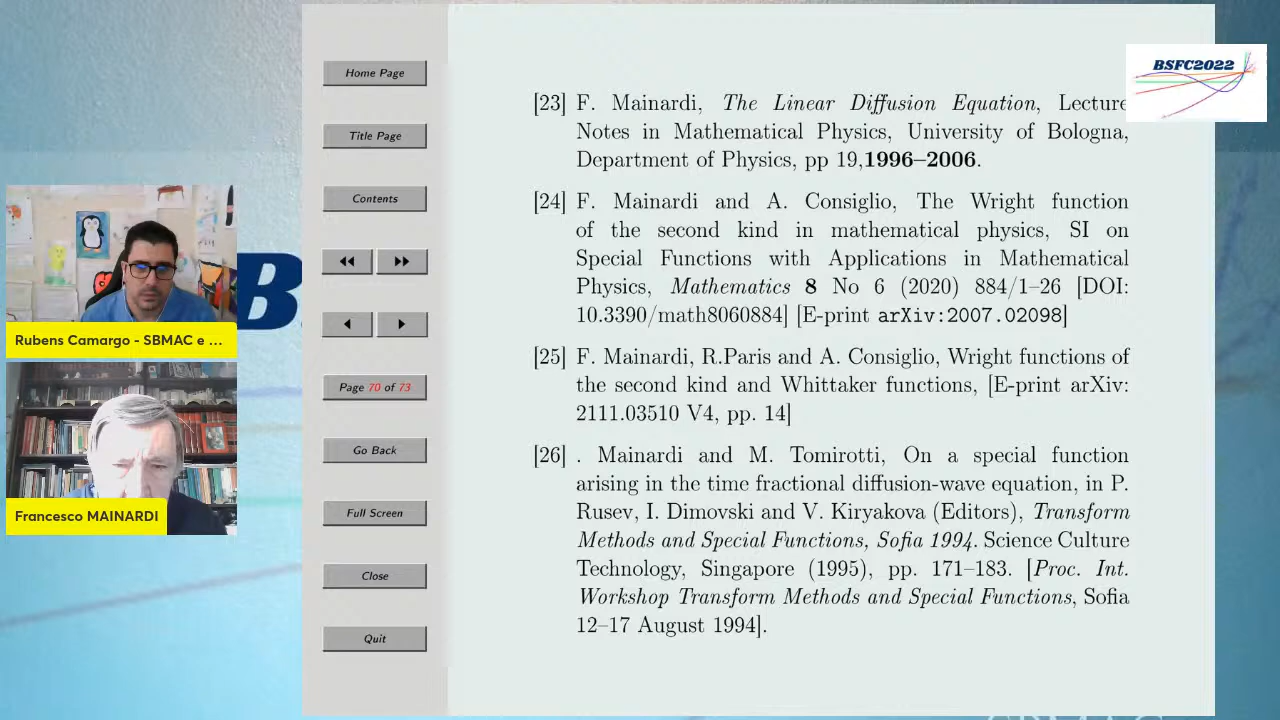 Home Page
Title Page
Contents
Page 70 of 73
Go Back
Full Screen
Close
Quit
[23] F. Mainardi, The Linear Diffusion Equation, Lecture
Notes in Mathematical Physics, University of Bologna,
Department of Physics, pp 19,1996–2006.
[24] F. Mainardi and A. Consiglio, The Wright function
of the second kind in mathematical physics, SI on
Special Functions with Applications in Mathematical
Physics, Mathematics 8 No 6 (2020) 884/1–26 [DOI:
10.3390/math8060884] [E-print arXiv:2007.02098]
[25] F. Mainardi, R.Paris and A. Consiglio, Wright functions of
the second kind and Whittaker functions, [E-print arXiv:
2111.03510 V4, pp. 14]
[26] . Mainardi and M. Tomirotti, On a special function
arising in the time fractional diffusion-wave equation, in P.
Rusev, I. Dimovski and V. Kiryakova (Editors), Transform
Methods and Special Functions, Sofia 1994. Science Culture
Technology, Singapore (1995), pp. 171–183. [Proc. Int.
Workshop Transform Methods and Special Functions, Sofia
12–17 August 1994].
BSFC2022
Rubens Camargo - SBMAC e ...
Francesco MAINARDI